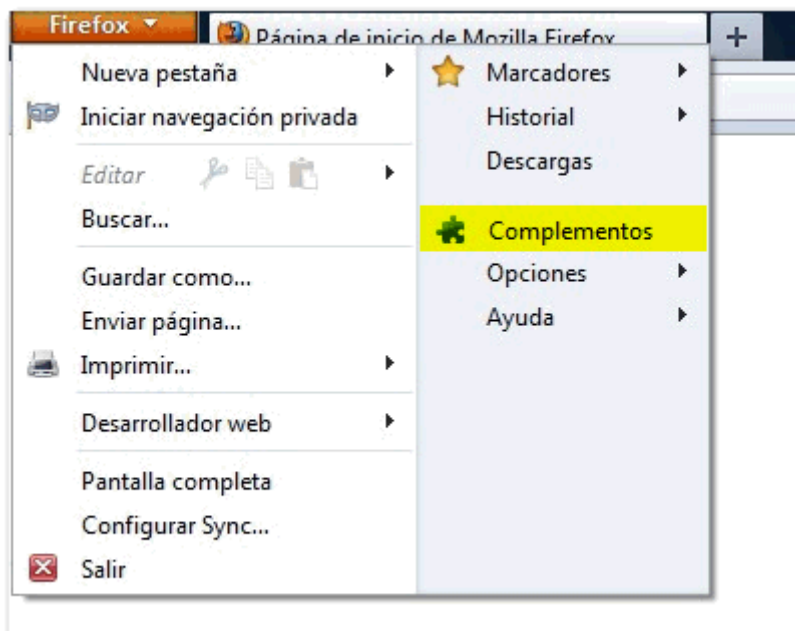 Firefox
Página de inicio de Mozilla Firefox
+
Nueva pestaña
Iniciar navegación privada
Editar
Buscar...
Guardar como...
Enviar página...
Imprimir...
Desarrollador web
Pantalla completa
Configurar Sync...
Salir
Marcadores
Historial
Descargas
Complementos
Opciones
Ayuda